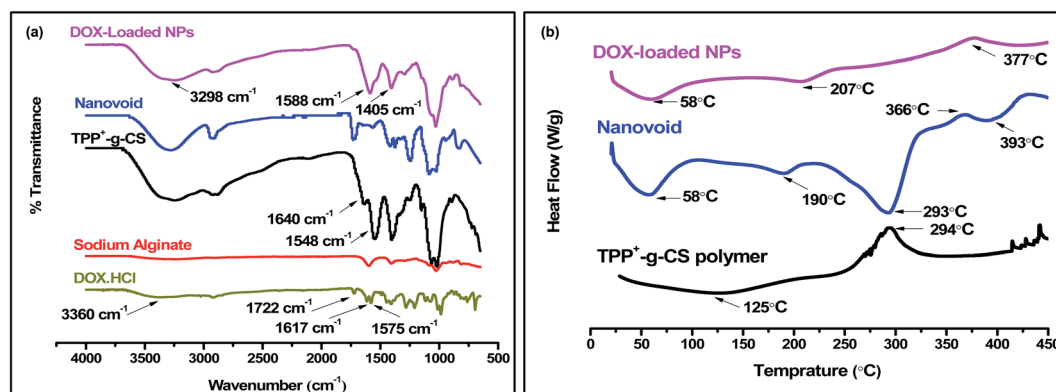 (a)
DOX-Loaded NPs
3298 cm⁻¹
1588 cm⁻¹
1405 cm⁻¹
Nanovoid
TPP⁺-g-CS
1640 cm⁻¹
1548 cm⁻¹
Sodium Alginate
DOX.HCl
3360 cm⁻¹
1722 cm⁻¹
1617 cm⁻¹
1575 cm⁻¹
% Transmittance
4000 3500 3000 2500 2000 1500 1000 500
Wavenumber (cm⁻¹)
(b)
DOX-loaded NPs
58°C
207°C
377°C
Nanovoid
58°C
190°C
366°C
393°C
293°C
294°C
TPP⁺-g-CS polymer
125°C
Heat Flow (W/g)
0 50 100 150 200 250 300 350 400 450
Temprature (°C)